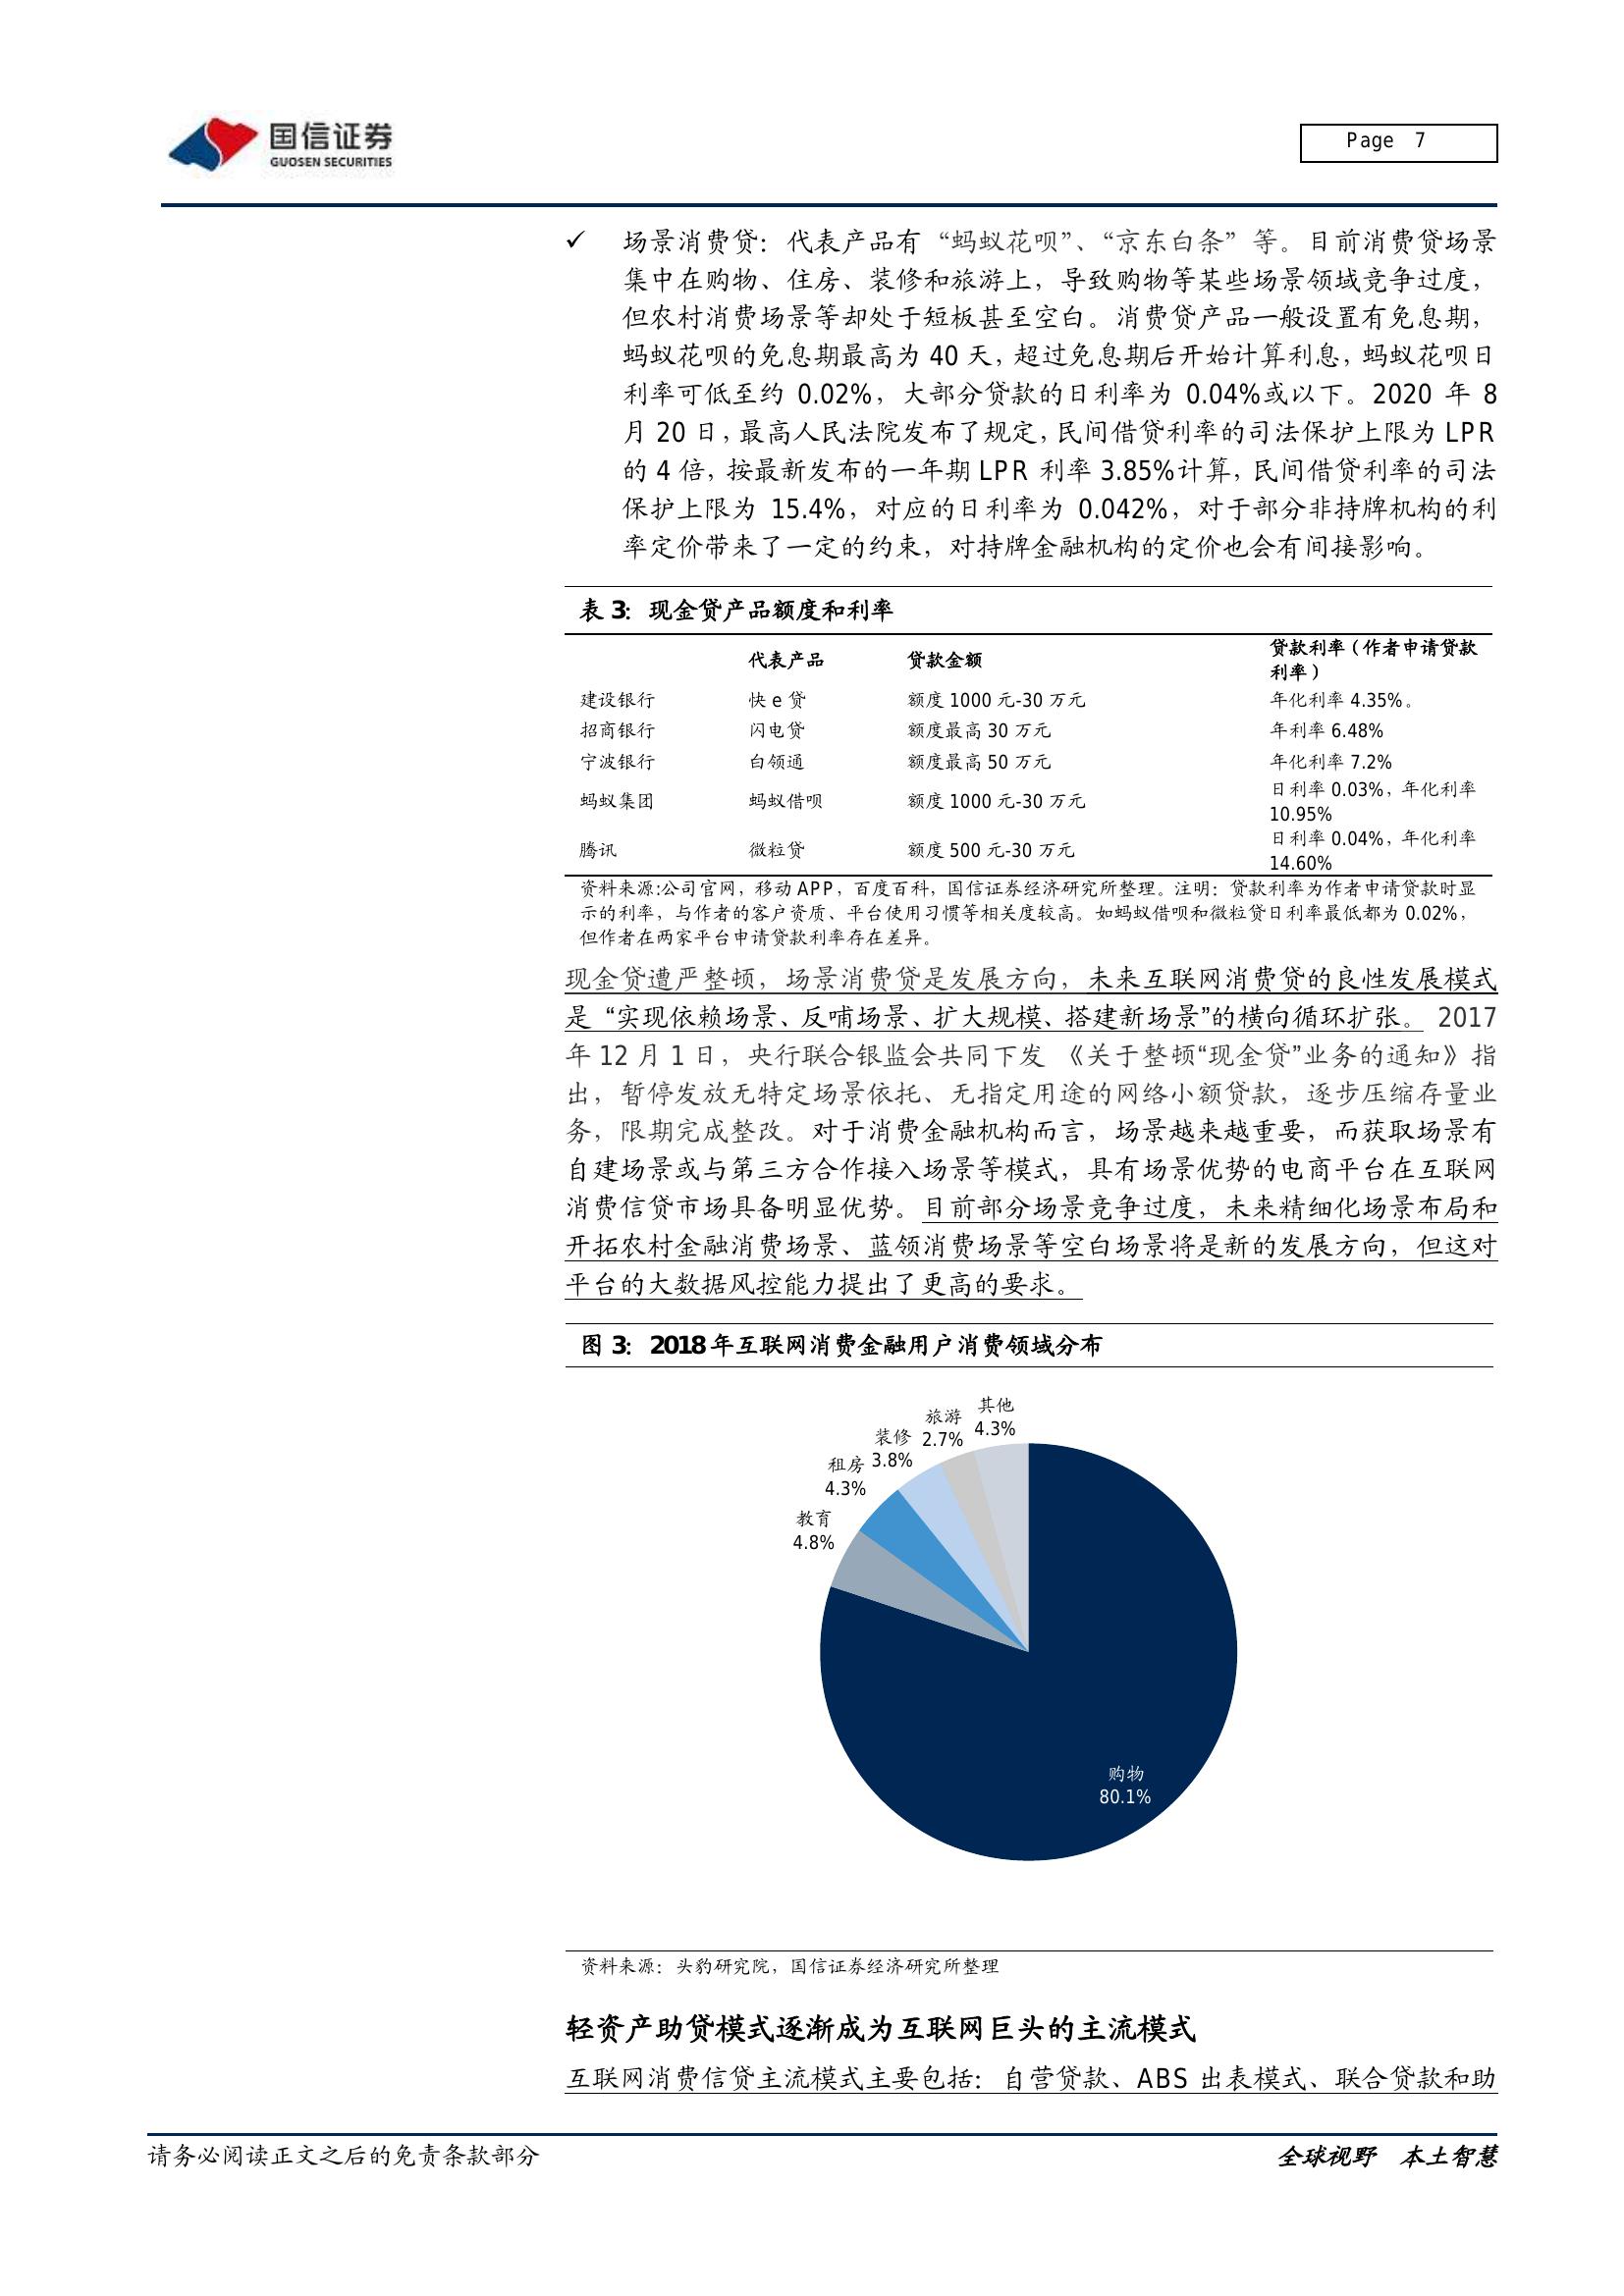 国信证券
GUOSEN SECURITIES
Page 7
✓ 场景消费贷：代表产品有“蚂蚁花呗”、“京东白条”等。目前消费贷场景
集中在购物、住房、装修和旅游上，导致购物等某些场景领域竞争过度，
但农村消费场景等却处于短板甚至空白。消费贷产品一般设置有免息期，
蚂蚁花呗的免息期最高为 40 天，超过免息期后开始计算利息，蚂蚁花呗日
利率可低至约 0.02%，大部分贷款的日利率为 0.04%或以下。2020 年 8
月 20 日，最高人民法院发布了规定，民间借贷利率的司法保护上限为 LPR
的 4 倍，按最新发布的一年期 LPR 利率 3.85%计算，民间借贷利率的司法
保护上限为 15.4%，对应的日利率为 0.042%，对于部分非持牌机构的利
率定价带来了一定的约束，对持牌金融机构的定价也会有间接影响。
表 3：现金贷产品额度和利率
代表产品 贷款金额 贷款利率（作者申请贷款
利率）
建设银行 快 e 贷 额度 1000 元-30 万元 年化利率 4.35%。
招商银行 闪电贷 额度最高 30 万元 年利率 6.48%
宁波银行 白领通 额度最高 50 万元 年化利率 7.2%
蚂蚁集团 蚂蚁借呗 额度 1000 元-30 万元 日利率 0.03%，年化利率
10.95%
腾讯 微粒贷 额度 500 元-30 万元 日利率 0.04%，年化利率
14.60%
资料来源:公司官网，移动 APP，百度百科，国信证券经济研究所整理。注明：贷款利率为作者申请贷款时显
示的利率，与作者的客户资质、平台使用习惯等相关度较高。如蚂蚁借呗和微粒贷日利率最低都为 0.02%，
但作者在两家平台申请贷款利率存在差异。
现金贷遭严整顿，场景消费贷是发展方向，未来互联网消费贷的良性发展模式
是“实现依赖场景、反哺场景、扩大规模、搭建新场景”的横向循环扩张。2017
年 12 月 1 日，央行联合银监会共同下发 《关于整顿“现金贷”业务的通知》指
出，暂停发放无特定场景依托、无指定用途的网络小额贷款，逐步压缩存量业
务，限期完成整改。对于消费金融机构而言，场景越来越重要，而获取场景有
自建场景或与第三方合作接入场景等模式，具有场景优势的电商平台在互联网
消费信贷市场具备明显优势。目前部分场景竞争过度，未来精细化场景布局和
开拓农村金融消费场景、蓝领消费场景等空白场景将是新的发展方向，但这对
平台的大数据风控能力提出了更高的要求。
图 3：2018 年互联网消费金融用户消费领域分布
其他
4.3%
旅游
2.7%
装修
3.8%
租房
4.3%
教育
4.8%
购物
80.1%
资料来源：头豹研究院，国信证券经济研究所整理
轻资产助贷模式逐渐成为互联网巨头的主流模式
互联网消费信贷主流模式主要包括：自营贷款、ABS 出表模式、联合贷款和助
请务必阅读正文之后的免责条款部分
全球视野 本土智慧